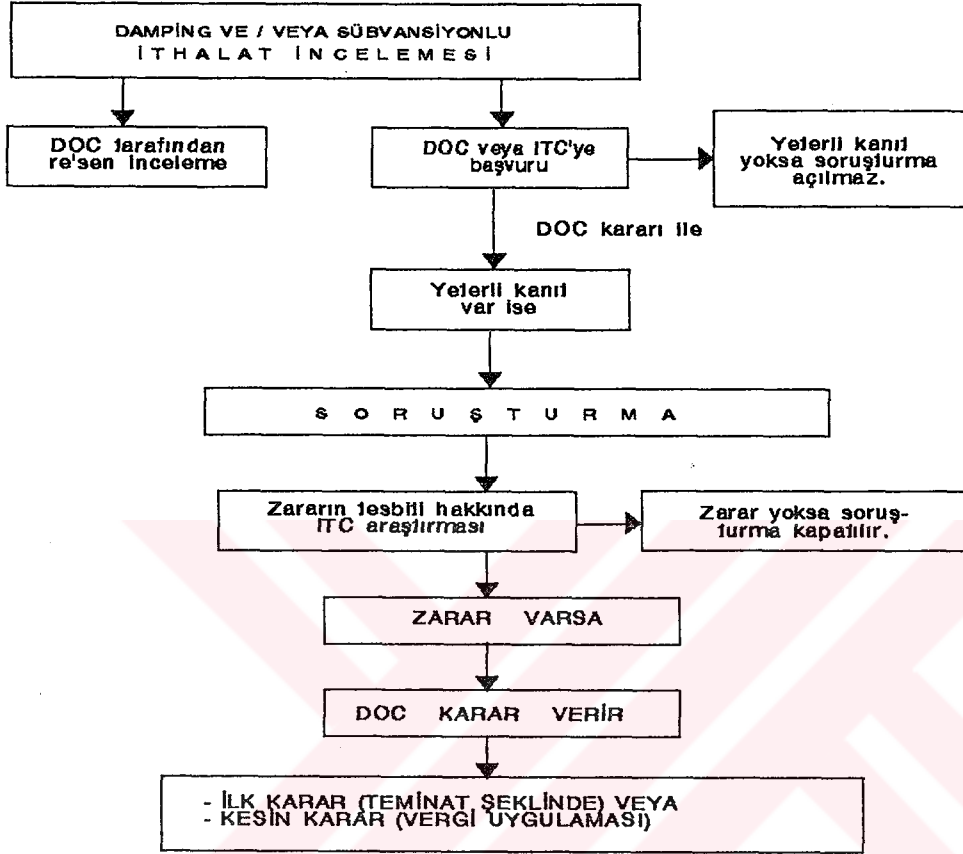 DAMPİNG VE / VEYA SÜBVANSİYONLU
İTHALAT İNCELEMESİ
DOC tarafından
re'sen inceleme
DOC veya ITC'ye
başvuru
Yeterli kanıt
yoksa soruşturma
açılmaz.
DOC kararı ile
Yeterli kanıt
var ise
SORUŞTURMA
Zararın tesbiti hakkında
ITC araştırması
Zarar yoksa soruş-
turma kapatılır.
ZARAR VARSA
DOC KARAR VERİR
- İLK KARAR (TEMİNAT ŞEKLİNDE) VEYA
- KESİN KARAR (VERGİ UYGULAMASI)